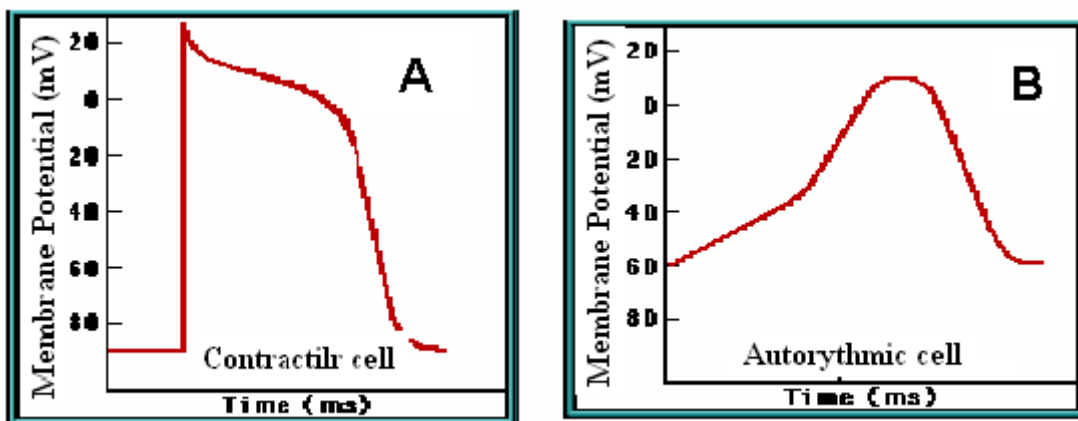 Membrane Potential (mV)
20
0
20
40
60
80
A
Contractilr cell
Time (ms)
Membrane Potential (mV)
20
0
20
40
60
80
B
Autorythmic cell
Time (ms)